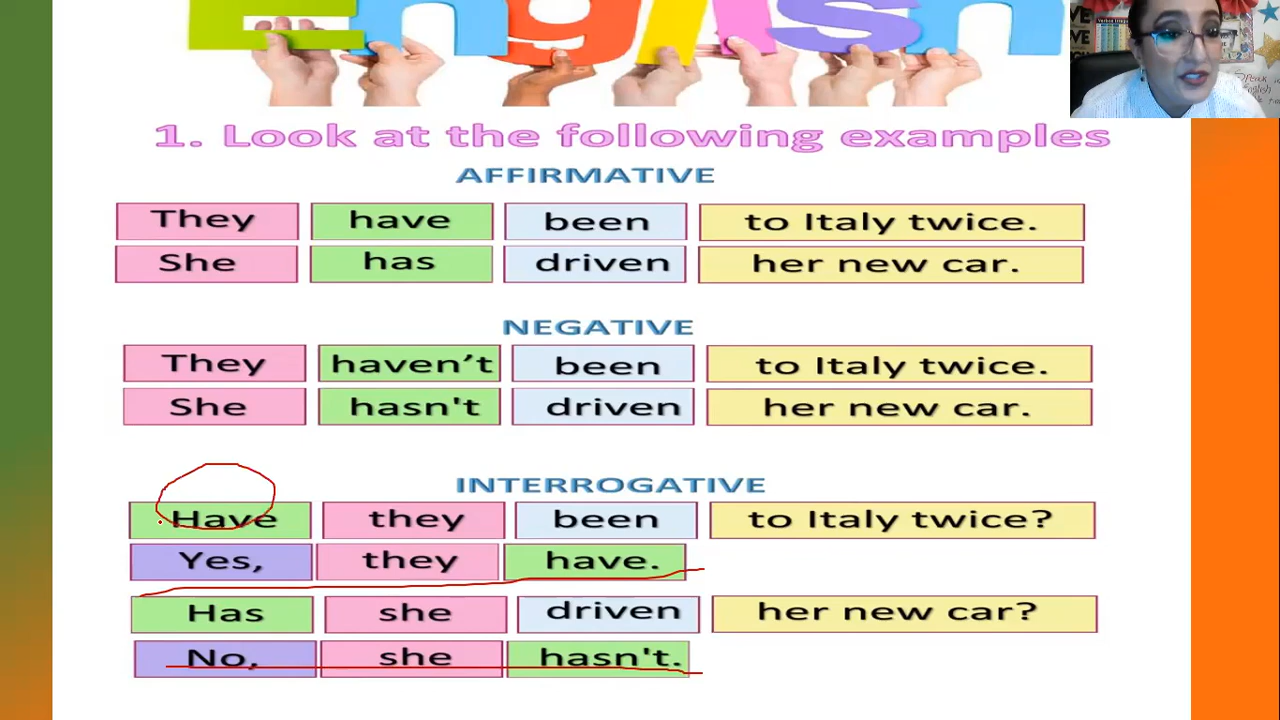 English
1. Look at the following examples
AFFIRMATIVE
They have been to Italy twice.
She has driven her new car.
NEGATIVE
They haven’t been to Italy twice.
She hasn't driven her new car.
INTERROGATIVE
Have they been to Italy twice?
Yes, they have.
Has she driven her new car?
No, she hasn't.